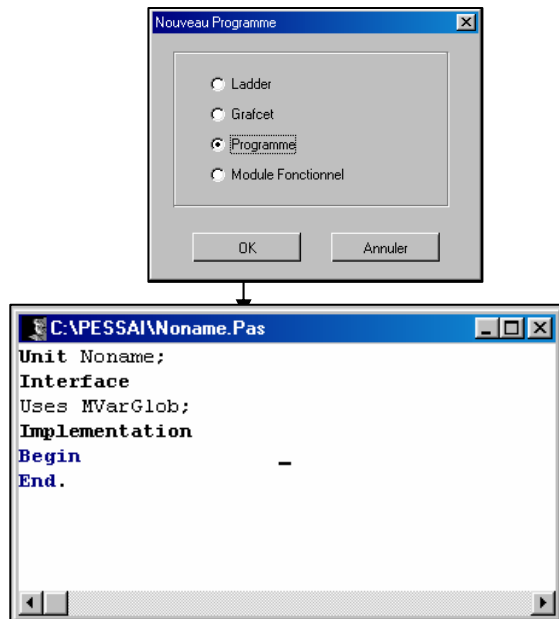 Nouveau Programme
Ladder
Grafcet
Programme
Module Fonctionnel
OK Annuler
C:\PESSAI\Noname.Pas
Unit Noname;
Interface
Uses MVarGlob;
Implementation
Begin
End.